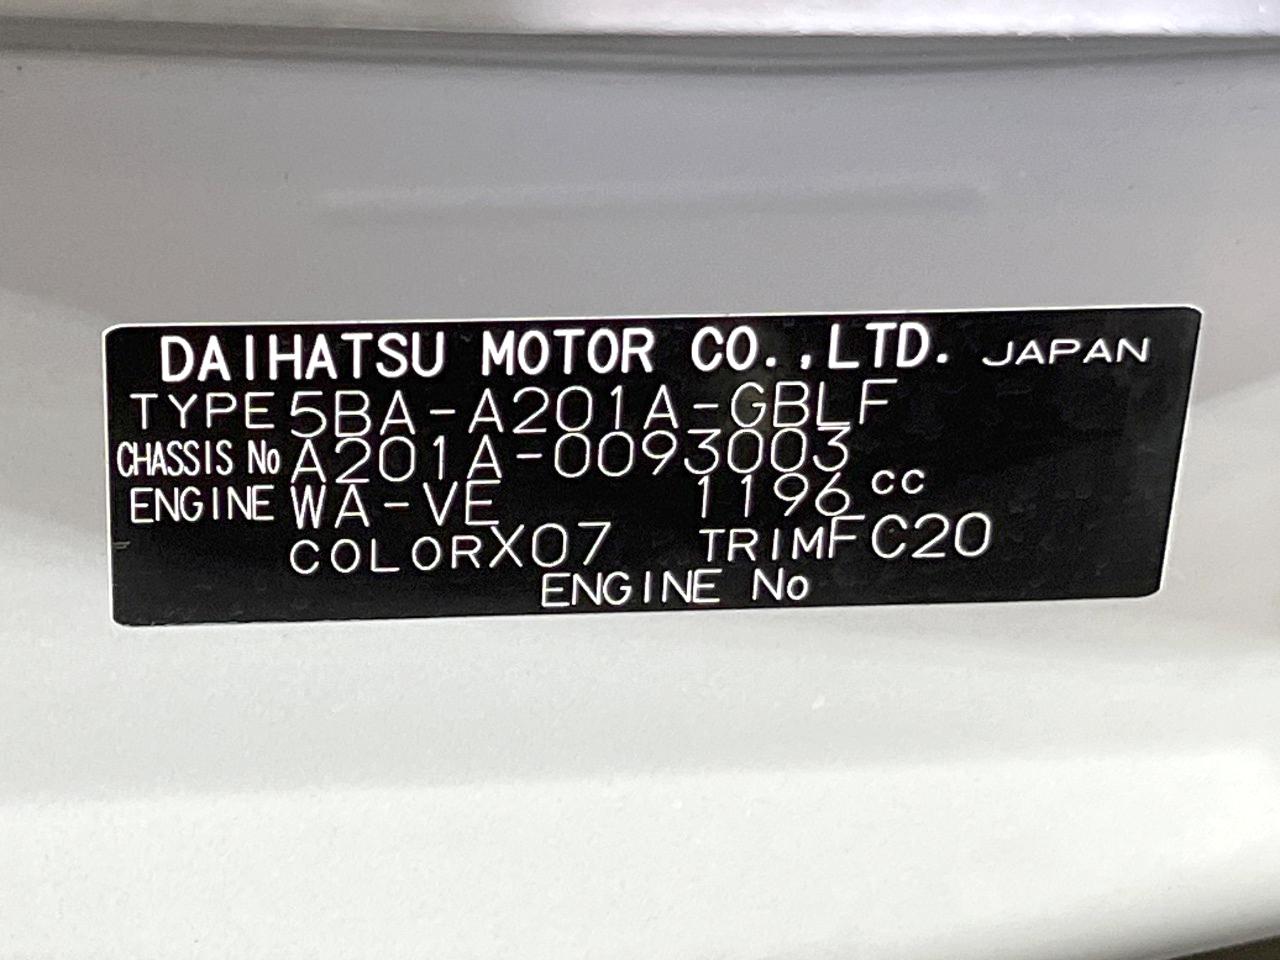 DAIHATSU MOTOR CO.,LTD. JAPAN
TYPE 5BA-A201A-GBLF
CHASSIS No A201A-0093003
ENGINE WA-VE 1196 cc
COLOR X07 TRIM FC20
ENGINE No